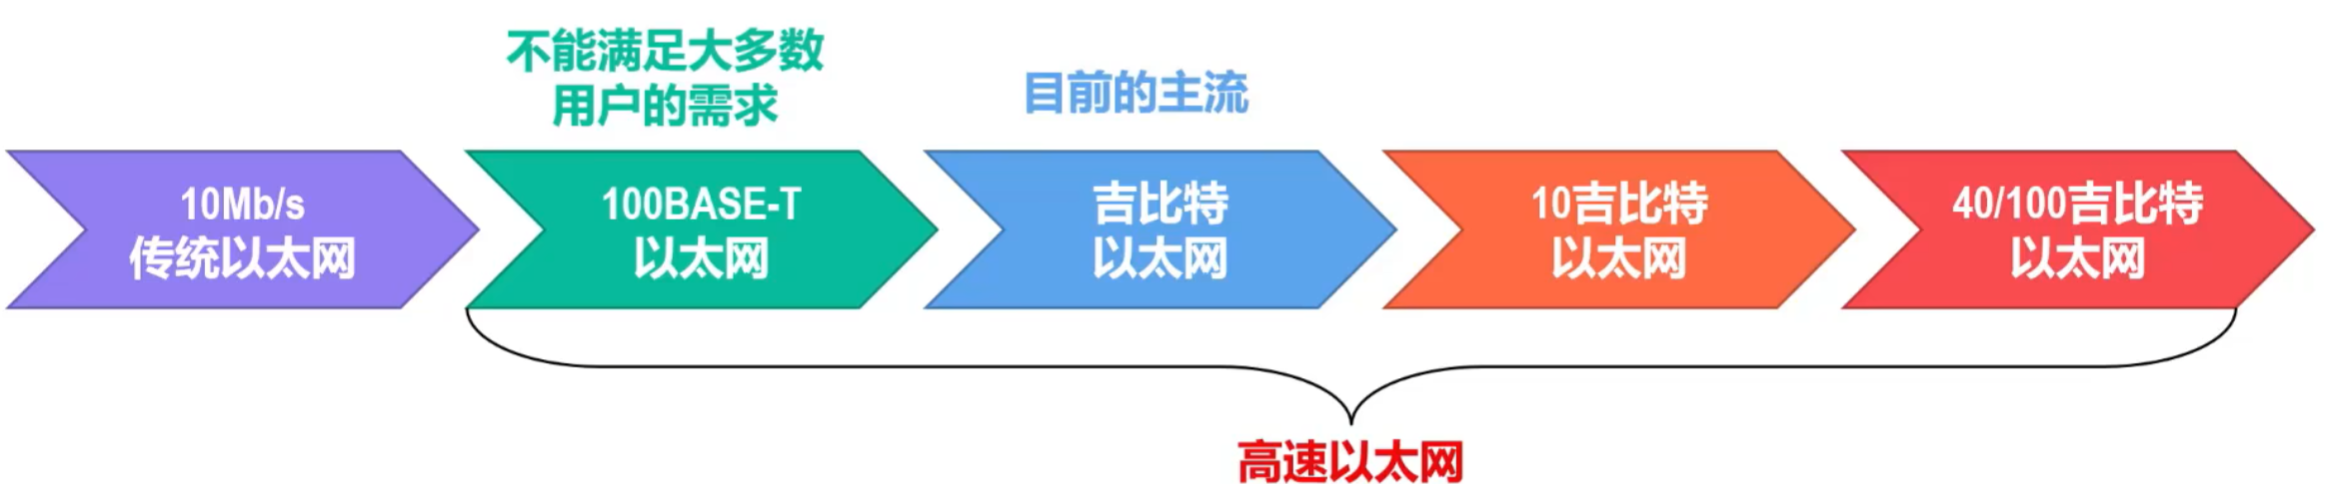 不能满足大多数
用户的需求
目前的主流
10Mb/s
传统以太网
100BASE-T
以太网
吉比特
以太网
10吉比特
以太网
40/100吉比特
以太网
高速以太网